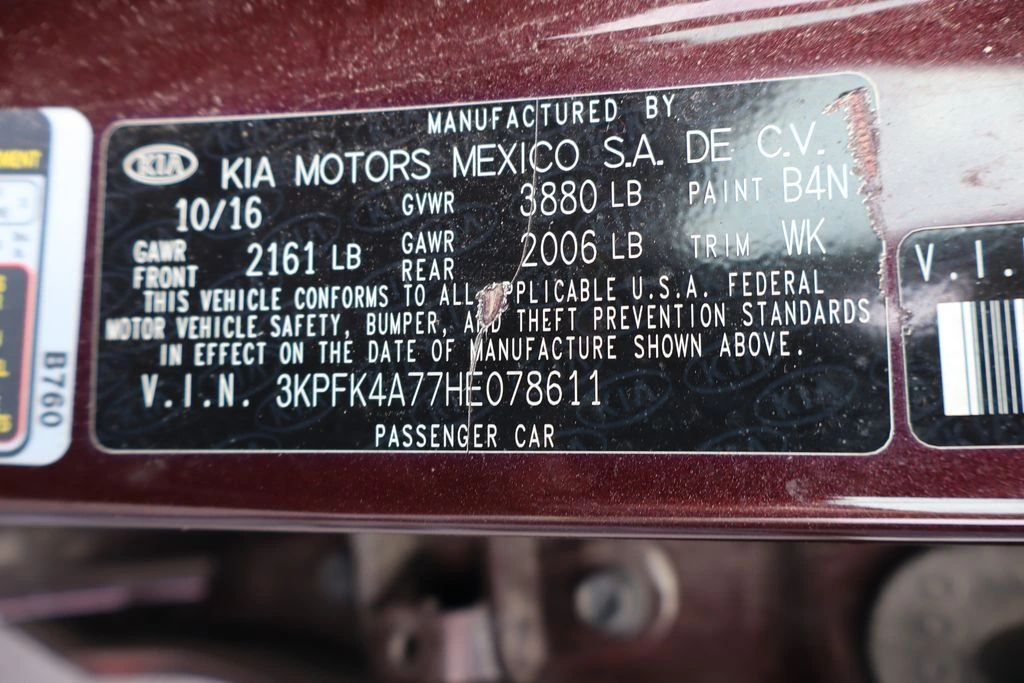 MANUFACTURED BY
KIA KIA MOTORS MEXICO S.A. DE C.V.
10/16 GVWR 3880 LB PAINT B4N
GAWR FRONT 2161 LB GAWR REAR 2006 LB TRIM WK
THIS VEHICLE CONFORMS TO ALL PPLICABLE U.S.A. FEDERAL
MOTOR VEHICLE SAFETY, BUMPER, AND THEFT PREVENTION STANDARDS
IN EFFECT ON THE DATE OF MANUFACTURE SHOWN ABOVE.
V.I.N. 3KPFK4A77HE078611
PASSENGER CAR
B760
V.I.